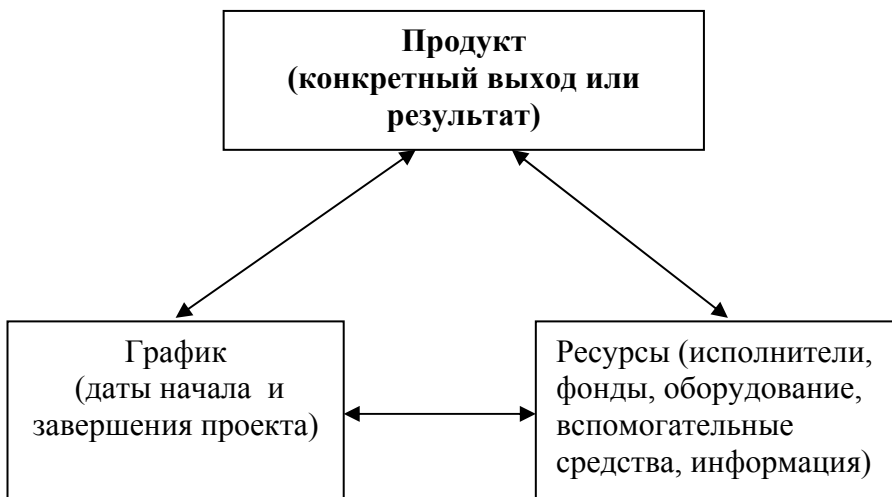 Продукт
(конкретный выход или
результат)
График
(даты начала и
завершения проекта)
Ресурсы (исполнители,
фонды, оборудование,
вспомогательные
средства, информация)